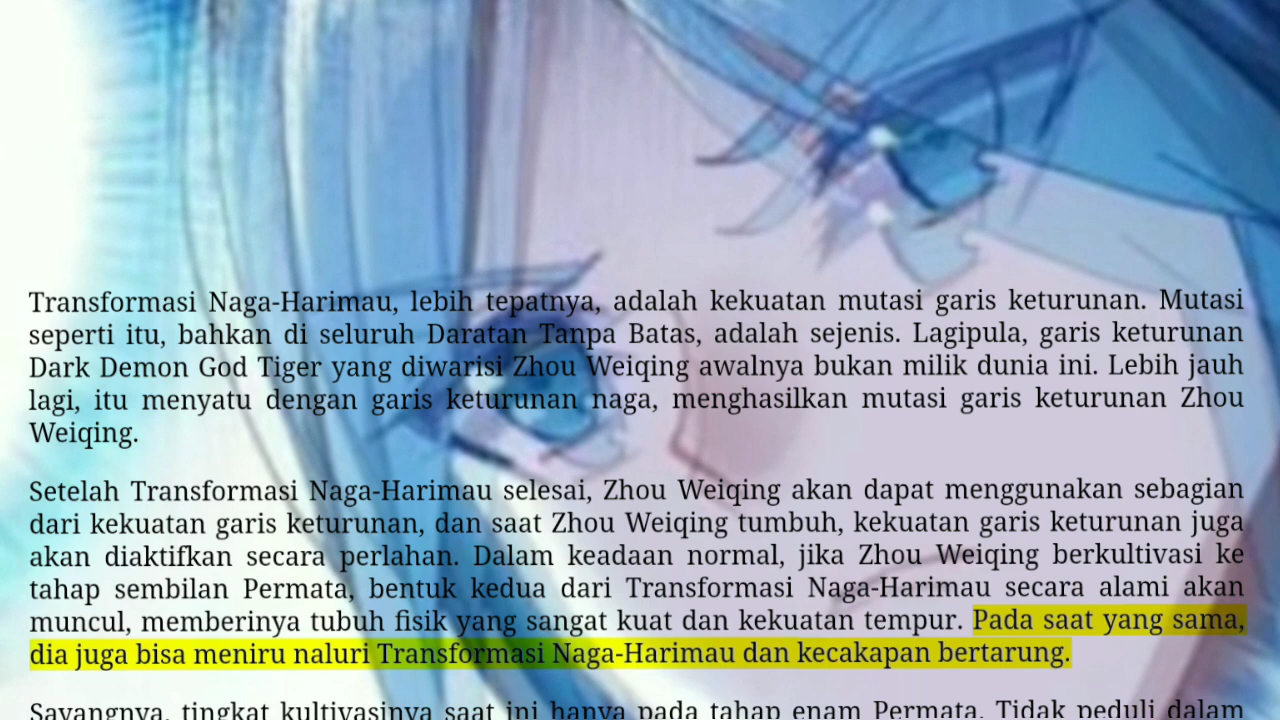 Transformasi Naga-Harimau, lebih tepatnya, adalah kekuatan mutasi garis keturunan. Mutasi
seperti itu, bahkan di seluruh Daratan Tanpa Batas, adalah sejenis. Lagipula, garis keturunan
Dark Demon God Tiger yang diwarisi Zhou Weiqing awalnya bukan milik dunia ini. Lebih jauh
lagi, itu menyatu dengan garis keturunan naga, menghasilkan mutasi garis keturunan Zhou
Weiqing.
Setelah Transformasi Naga-Harimau selesai, Zhou Weiqing akan dapat menggunakan sebagian
dari kekuatan garis keturunan, dan saat Zhou Weiqing tumbuh, kekuatan garis keturunan juga
akan diaktifkan secara perlahan. Dalam keadaan normal, jika Zhou Weiqing berkultivasi ke
tahap sembilan Permata, bentuk kedua dari Transformasi Naga-Harimau secara alami akan
muncul, memberinya tubuh fisik yang sangat kuat dan kekuatan tempur. Pada saat yang sama,
dia juga bisa meniru naluri Transformasi Naga-Harimau dan kecakapan bertarung.
Sayangnya, tingkat kultivasinya saat ini hanya pada tahap enam Permata. Tidak peduli dalam